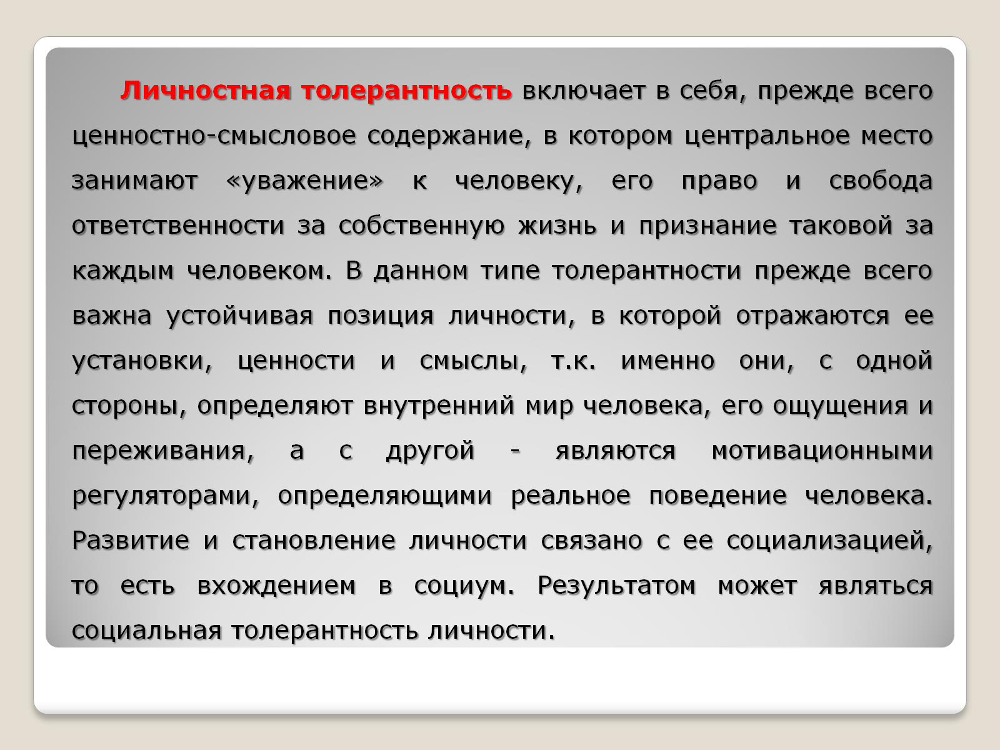 Личностная толерантность включает в себя, прежде всего
ценностно-смысловое содержание, в котором центральное место
занимают «уважение» к человеку, его право и свобода
ответственности за собственную жизнь и признание таковой за
каждым человеком. В данном типе толерантности прежде всего
важна устойчивая позиция личности, в которой отражаются ее
установки, ценности и смыслы, т.к. именно они, с одной
стороны, определяют внутренний мир человека, его ощущения и
переживания, а с другой - являются мотивационными
регуляторами, определяющими реальное поведение человека.
Развитие и становление личности связано с ее социализацией,
то есть вхождением в социум. Результатом может являться
социальная толерантность личности.